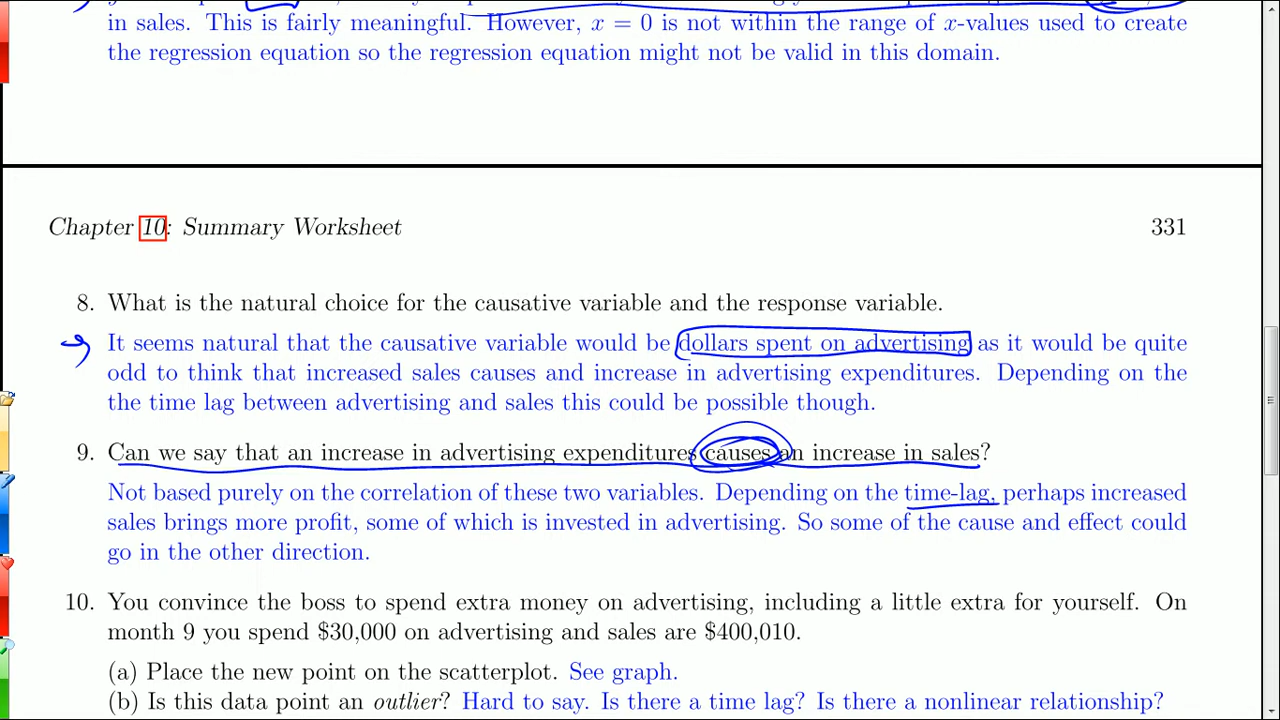 in sales. This is fairly meaningful. However, x = 0 is not within the range of x-values used to create
the regression equation so the regression equation might not be valid in this domain.
Chapter 10: Summary Worksheet 331
8. What is the natural choice for the causative variable and the response variable.
It seems natural that the causative variable would be dollars spent on advertising as it would be quite
odd to think that increased sales causes and increase in advertising expenditures. Depending on the
the time lag between advertising and sales this could be possible though.
9. Can we say that an increase in advertising expenditures causes an increase in sales?
Not based purely on the correlation of these two variables. Depending on the time-lag, perhaps increased
sales brings more profit, some of which is invested in advertising. So some of the cause and effect could
go in the other direction.
10. You convince the boss to spend extra money on advertising, including a little extra for yourself. On
month 9 you spend $30,000 on advertising and sales are $400,010.
(a) Place the new point on the scatterplot. See graph.
(b) Is this data point an outlier? Hard to say. Is there a time lag? Is there a nonlinear relationship?